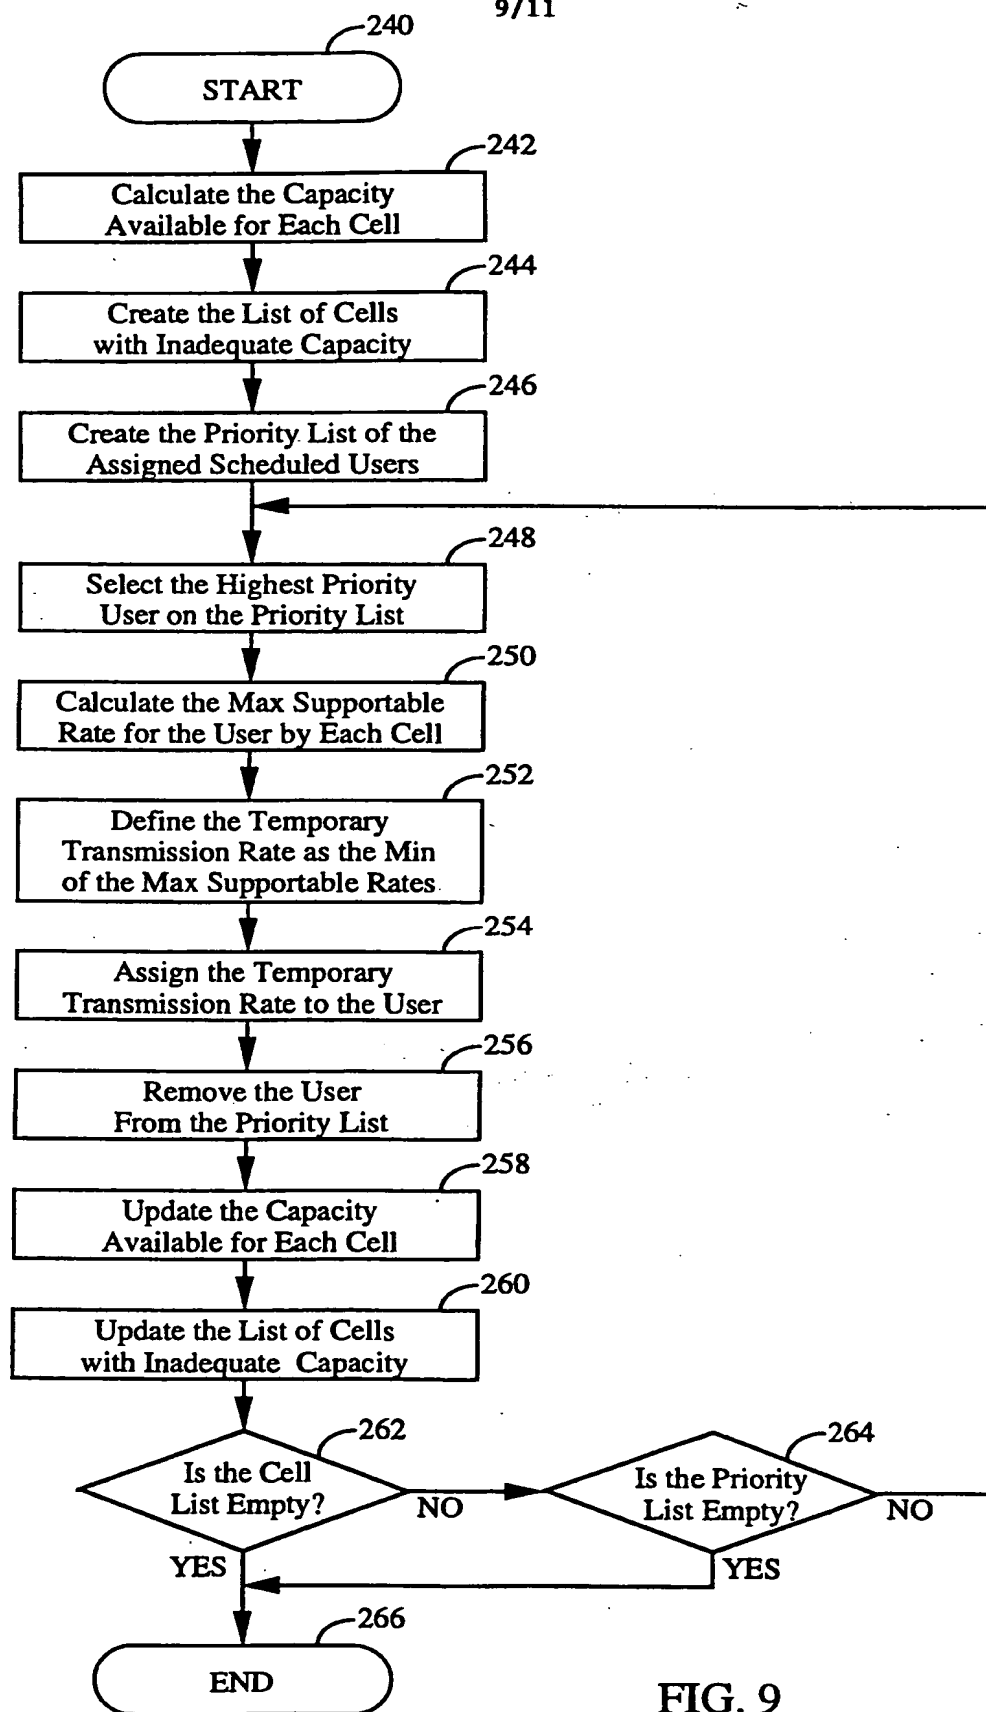 9/11
240
START
242
Calculate the Capacity
Available for Each Cell
244
Create the List of Cells
with Inadequate Capacity
246
Create the Priority List of the
Assigned Scheduled Users
248
Select the Highest Priority
User on the Priority List
250
Calculate the Max Supportable
Rate for the User by Each Cell
252
Define the Temporary
Transmission Rate as the Min
of the Max Supportable Rates
254
Assign the Temporary
Transmission Rate to the User
256
Remove the User
From the Priority List
258
Update the Capacity
Available for Each Cell
260
Update the List of Cells
with Inadequate Capacity
262
Is the Cell
List Empty?
NO
YES
264
Is the Priority
List Empty?
NO
YES
266
END
FIG. 9